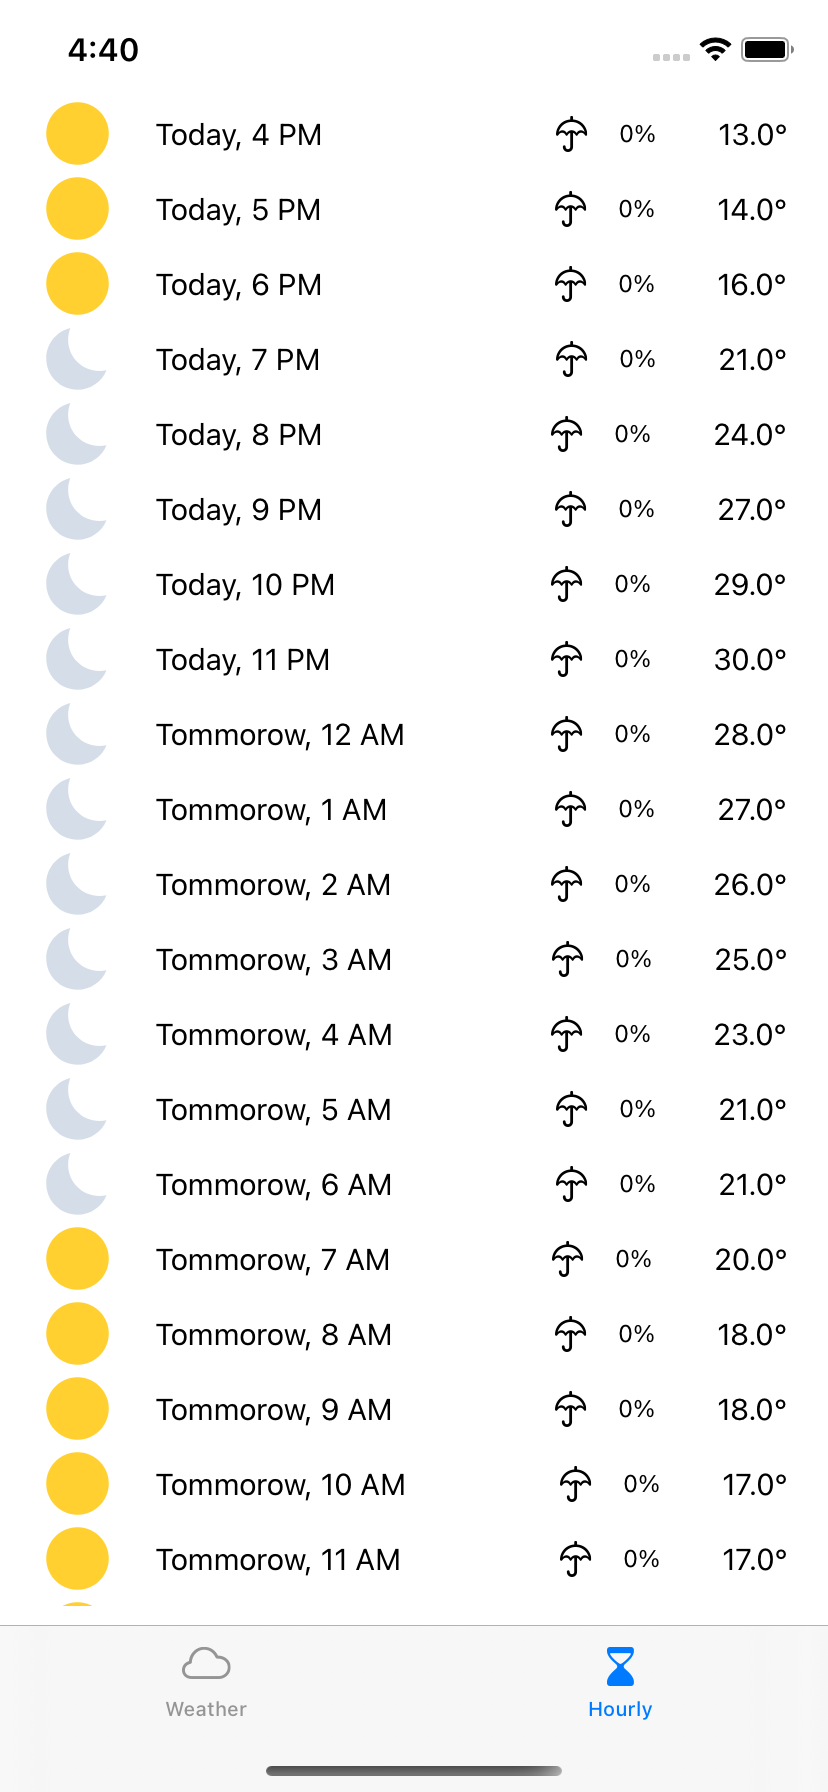 4:40
Today, 4 PM 0% 13.0°
Today, 5 PM 0% 14.0°
Today, 6 PM 0% 16.0°
Today, 7 PM 0% 21.0°
Today, 8 PM 0% 24.0°
Today, 9 PM 0% 27.0°
Today, 10 PM 0% 29.0°
Today, 11 PM 0% 30.0°
Tommorow, 12 AM 0% 28.0°
Tommorow, 1 AM 0% 27.0°
Tommorow, 2 AM 0% 26.0°
Tommorow, 3 AM 0% 25.0°
Tommorow, 4 AM 0% 23.0°
Tommorow, 5 AM 0% 21.0°
Tommorow, 6 AM 0% 21.0°
Tommorow, 7 AM 0% 20.0°
Tommorow, 8 AM 0% 18.0°
Tommorow, 9 AM 0% 18.0°
Tommorow, 10 AM 0% 17.0°
Tommorow, 11 AM 0% 17.0°
Weather Hourly